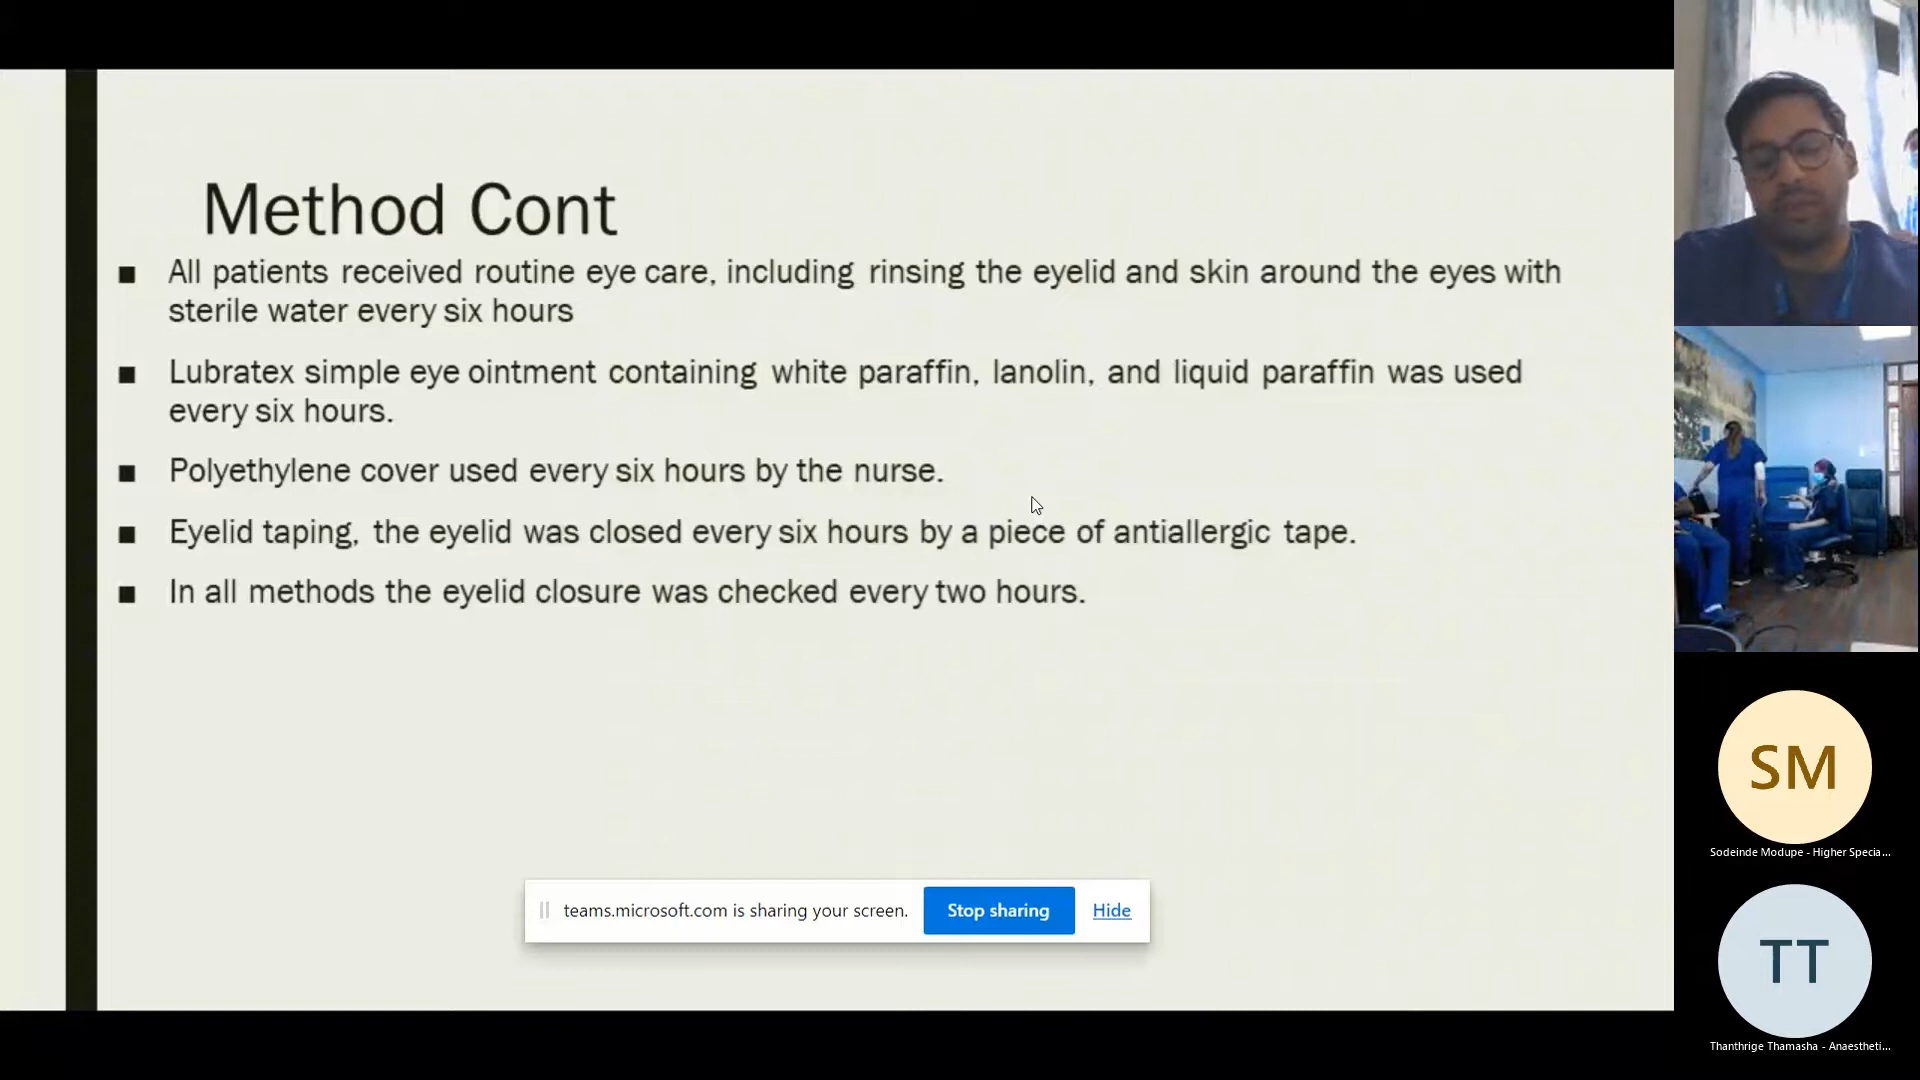 Method Cont
■ All patients received routine eye care, including rinsing the eyelid and skin around the eyes with
sterile water every six hours
■ Lubratex simple eye ointment containing white paraffin, lanolin, and liquid paraffin was used
every six hours.
■ Polyethylene cover used every six hours by the nurse.
■ Eyelid taping, the eyelid was closed every six hours by a piece of antiallergic tape.
■ In all methods the eyelid closure was checked every two hours.
teams.microsoft.com is sharing your screen. Stop sharing Hide
SM
Sodeinde Modupe - Higher Specia...
TT
Thanthrige Thamasha - Anaestheti...